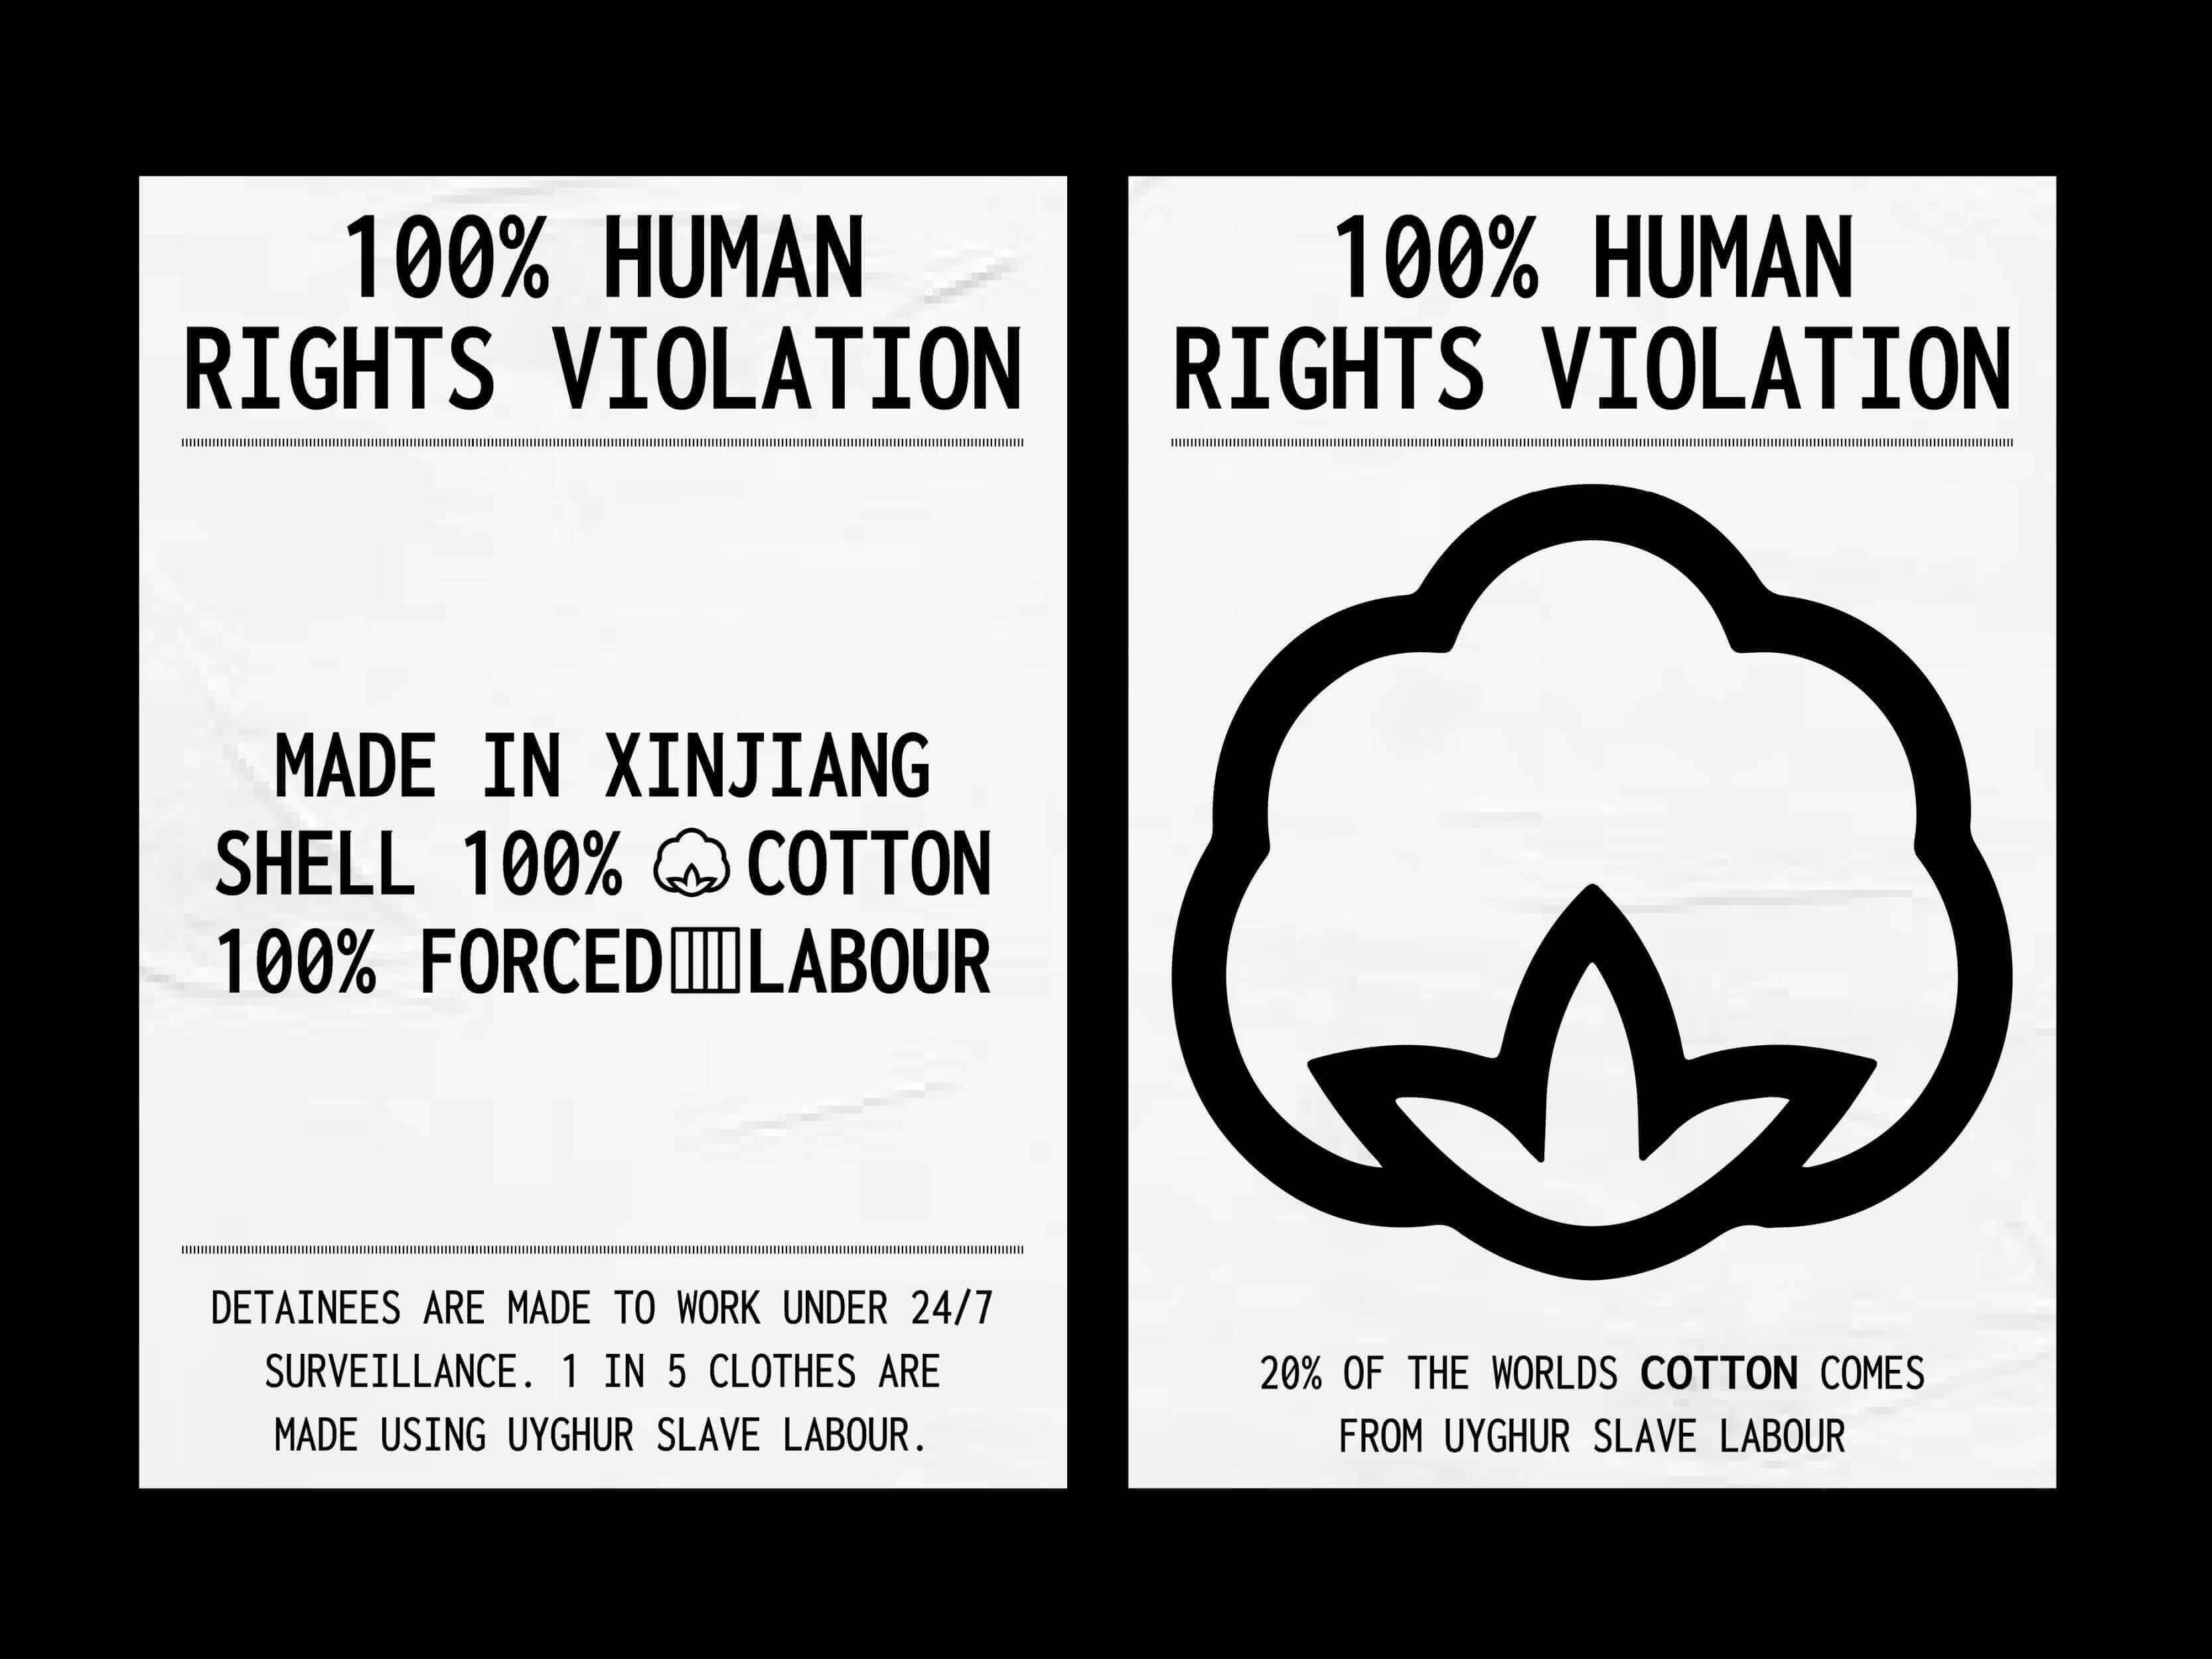 100% HUMAN
RIGHTS VIOLATION
MADE IN XINJIANG
SHELL 100% COTTON
100% FORCED LABOUR
DETAINEES ARE MADE TO WORK UNDER 24/7
SURVEILLANCE. 1 IN 5 CLOTHES ARE
MADE USING UYGHUR SLAVE LABOUR.
100% HUMAN
RIGHTS VIOLATION
20% OF THE WORLDS COTTON COMES
FROM UYGHUR SLAVE LABOUR